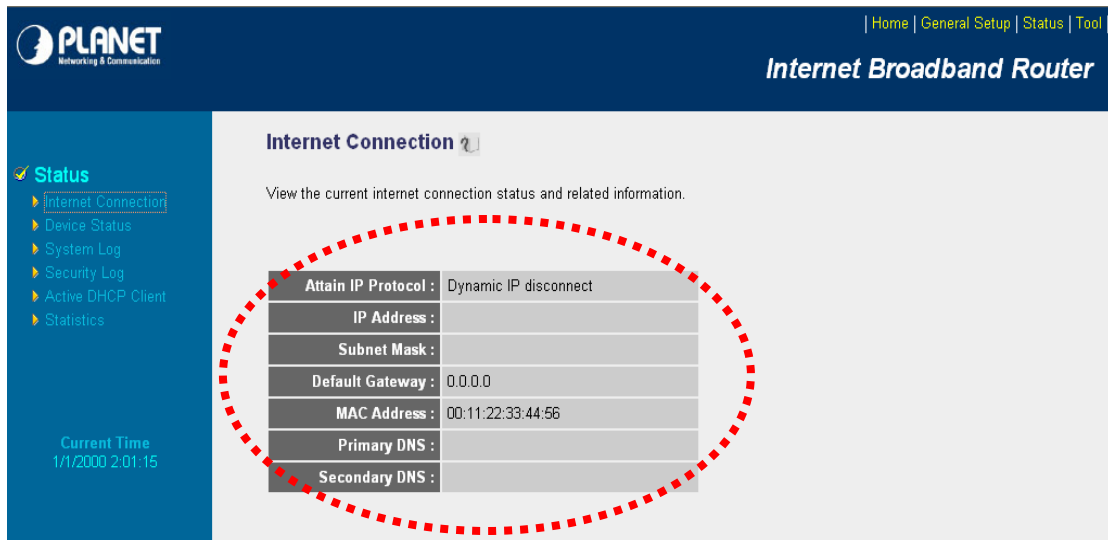 PLANET
Networking & Communication
| Home | General Setup | Status | Tool |
Internet Broadband Router
Status
Internet Connection
Device Status
System Log
Security Log
Active DHCP Client
Statistics
Current Time
1/1/2000 2:01:15
Internet Connection
View the current internet connection status and related information.
Attain IP Protocol : Dynamic IP disconnect
IP Address :
Subnet Mask :
Default Gateway : 0.0.0.0
MAC Address : 00:11:22:33:44:56
Primary DNS :
Secondary DNS :